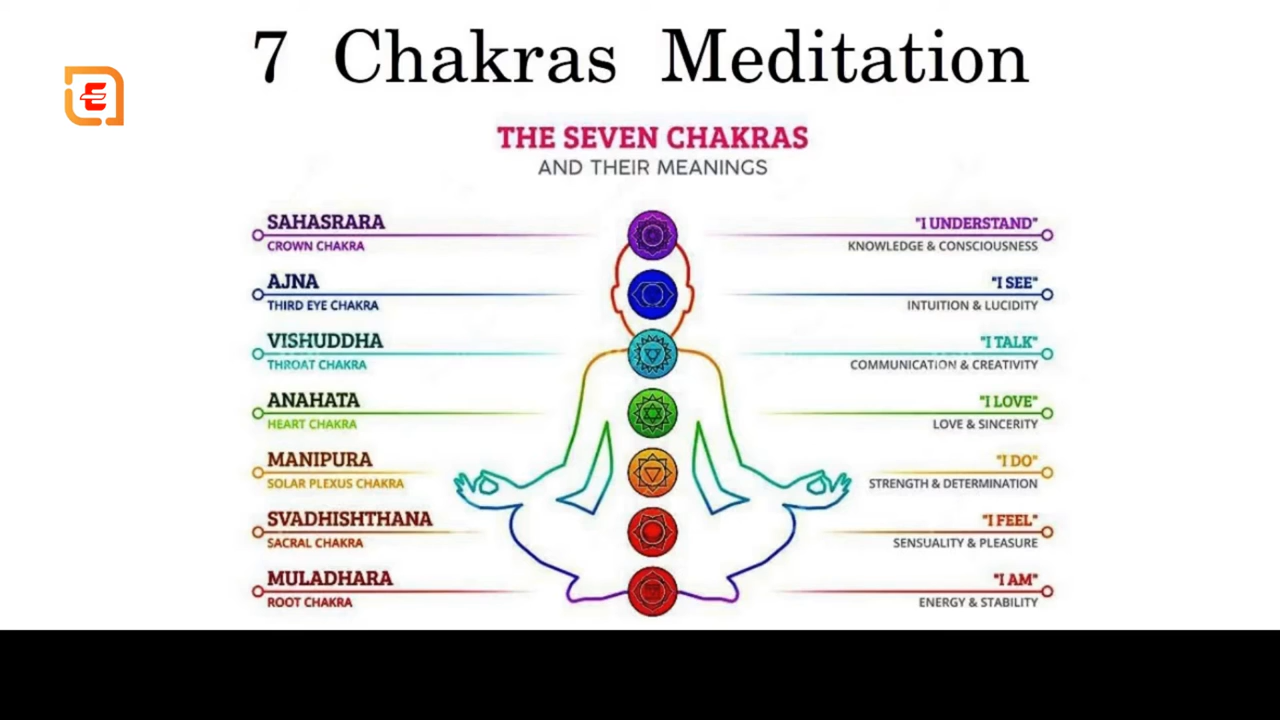 7 Chakras Meditation
E
THE SEVEN CHAKRAS
AND THEIR MEANINGS
SAHASRARA
CROWN CHAKRA
"I UNDERSTAND"
KNOWLEDGE & CONSCIOUSNESS
AJNA
THIRD EYE CHAKRA
"I SEE"
INTUITION & LUCIDITY
VISHUDDHA
THROAT CHAKRA
"I TALK"
COMMUNICATION & CREATIVITY
ANAHATA
HEART CHAKRA
"I LOVE"
LOVE & SINCERITY
MANIPURA
SOLAR PLEXUS CHAKRA
"I DO"
STRENGTH & DETERMINATION
SVADHISHTHANA
SACRAL CHAKRA
"I FEEL"
SENSUALITY & PLEASURE
MULADHARA
ROOT CHAKRA
"I AM"
ENERGY & STABILITY